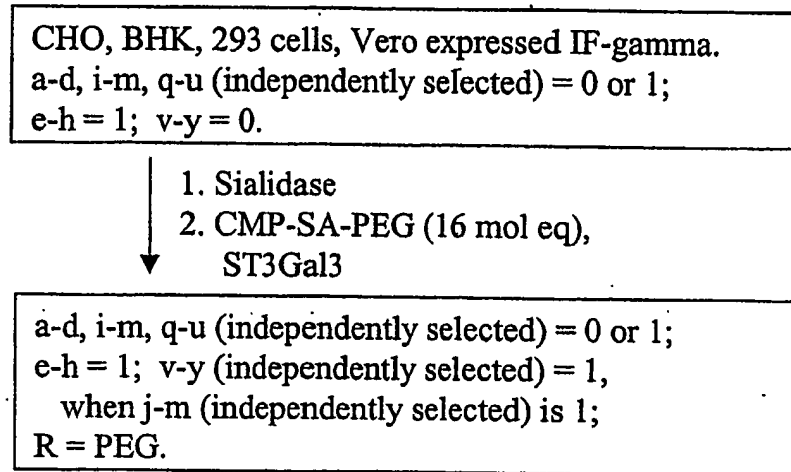 CHO, BHK, 293 cells, Vero expressed IF-gamma.
a-d, i-m, q-u (independently selected) = 0 or 1;
e-h = 1; v-y = 0.
1. Sialidase
2. CMP-SA-PEG (16 mol eq),
ST3Gal3
a-d, i-m, q-u (independently selected) = 0 or 1;
e-h = 1; v-y (independently selected) = 1,
when j-m (independently selected) is 1;
R = PEG.